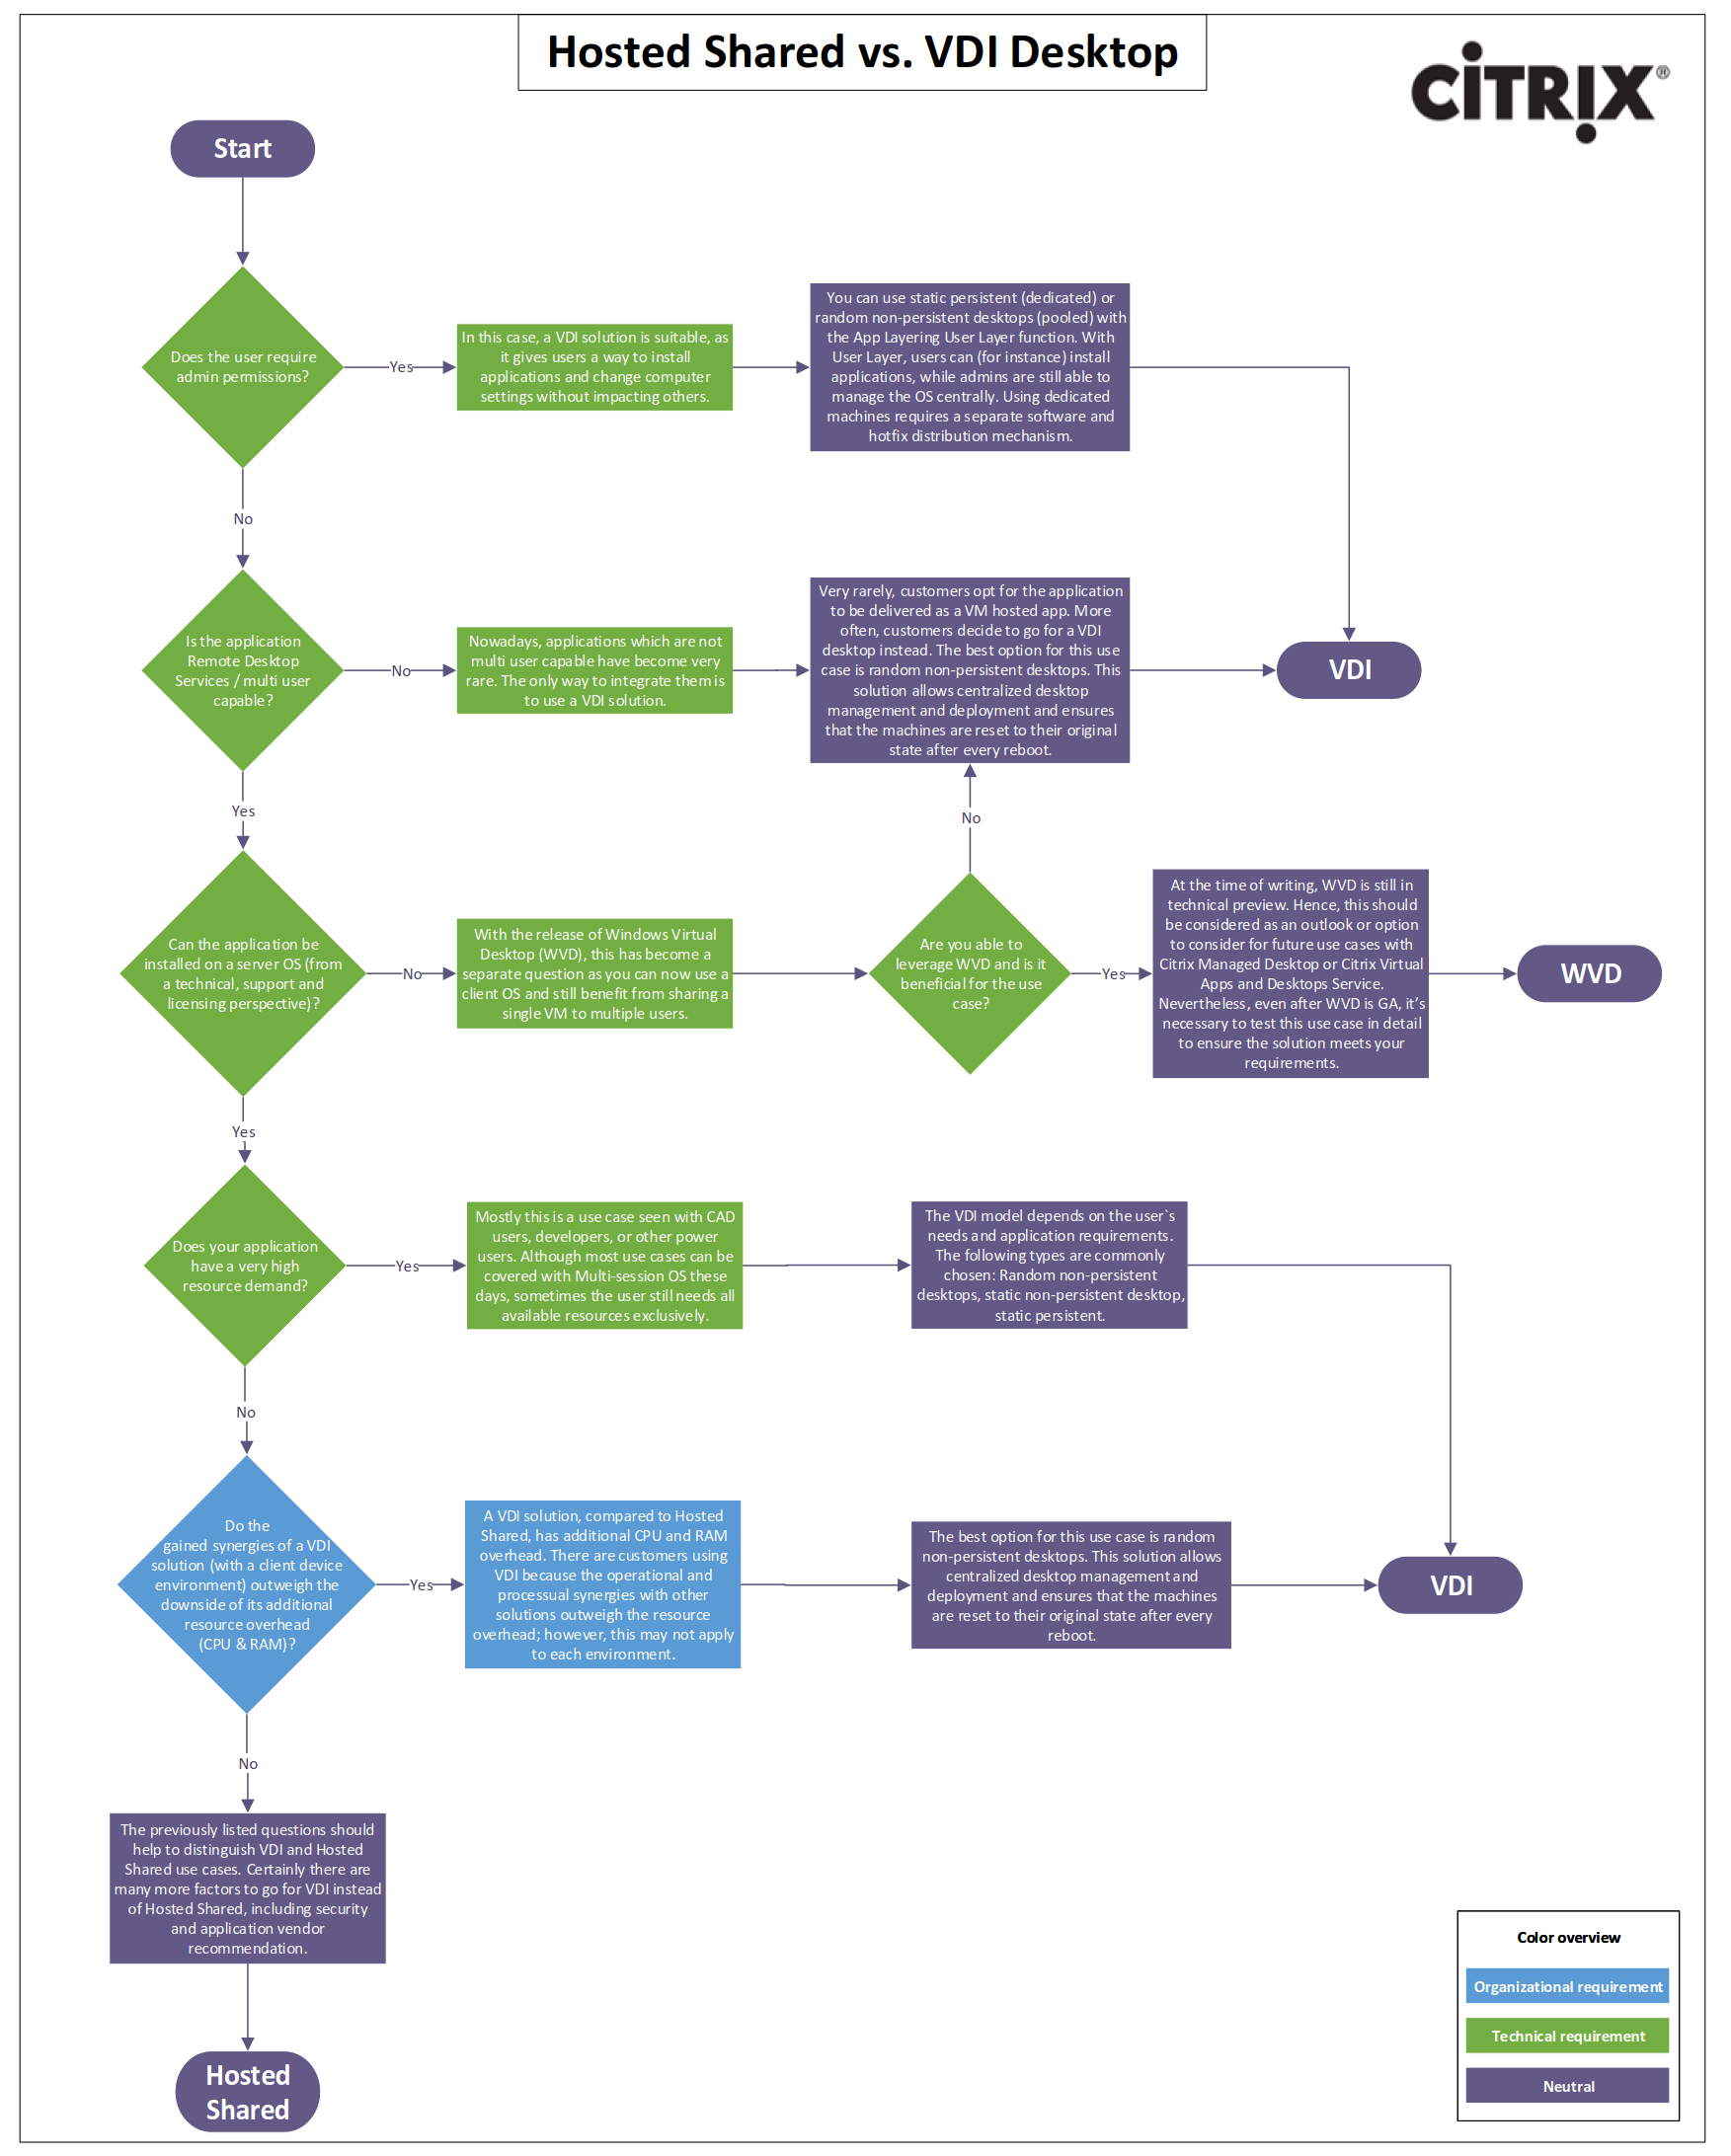 Hosted Shared vs. VDI Desktop
CiTRIX®
Start
Does the user require
admin permissions?
Yes
In this case, a VDI solution is suitable, as
it gives users a way to install
applications and change computer
settings without impacting others.
You can use static persistent (dedicated) or
random non-persistent desktops (pooled) with
the App Layering User Layer function. With
User Layer, users can (for instance) install
applications, while admins are still able to
manage the OS centrally. Using dedicated
machines requires a separate software and
hotfix distribution mechanism.
No
Is the application
Remote Desktop
Services / multi user
capable?
No
Nowadays, applications which are not
multi user capable have become very
rare. The only way to integrate them is
to use a VDI solution.
Very rarely, customers opt for the application
to be delivered as a VM hosted app. More
often, customers decide to go for a VDI
desktop instead. The best option for this use
case is random non-persistent desktops. This
solution allows centralized desktop
management and deployment and ensures
that the machines are reset to their original
state after every reboot.
VDI
Yes
No
Can the application be
installed on a server OS (from
a technical, support and
licensing perspective)?
No
With the release of Windows Virtual
Desktop (WVD), this has become a
separate question as you can now use a
client OS and still benefit from sharing a
single VM to multiple users.
Are you able to
leverage WVD and is it
beneficial for the use
case?
Yes
At the time of writing, WVD is still in
technical preview. Hence, this should
be considered as an outlook or option
to consider for future use cases with
Citrix Managed Desktop or Citrix Virtual
Apps and Desktops Service.
Nevertheless, even after WVD is GA, it's
necessary to test this use case in detail
to ensure the solution meets your
requirements.
WVD
Yes
Does your application
have a very high
resource demand?
Yes
Mostly this is a use case seen with CAD
users, developers, or other power
users. Although most use cases can be
covered with Multi-session OS these
days, sometimes the user still needs all
available resources exclusively.
The VDI model depends on the user`s
needs and application requirements.
The following types are commonly
chosen: Random non-persistent
desktops, static non-persistent desktop,
static persistent.
No
Do the
gained synergies of a VDI
solution (with a client device
environment) outweigh the
downside of its additional
resource overhead
(CPU & RAM)?
Yes
A VDI solution, compared to Hosted
Shared, has additional CPU and RAM
overhead. There are customers using
VDI because the operational and
processual synergies with other
solutions outweigh the resource
overhead; however, this may not apply
to each environment.
The best option for this use case is random
non-persistent desktops. This solution allows
centralized desktop management and
deployment and ensures that the machines
are reset to their original state after every
reboot.
VDI
No
The previously listed questions should
help to distinguish VDI and Hosted
Shared use cases. Certainly there are
many more factors to go for VDI instead
of Hosted Shared, including security
and application vendor
recommendation.
Hosted
Shared
Color overview
Organizational requirement
Technical requirement
Neutral